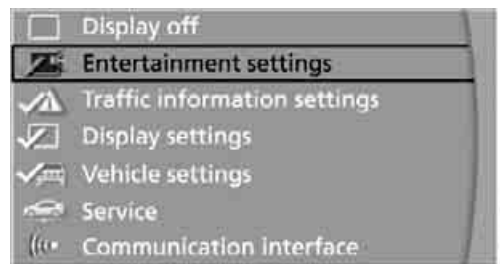 Display off
Entertainment settings
Traffic information settings
Display settings
Vehicle settings
Service
Communication interface